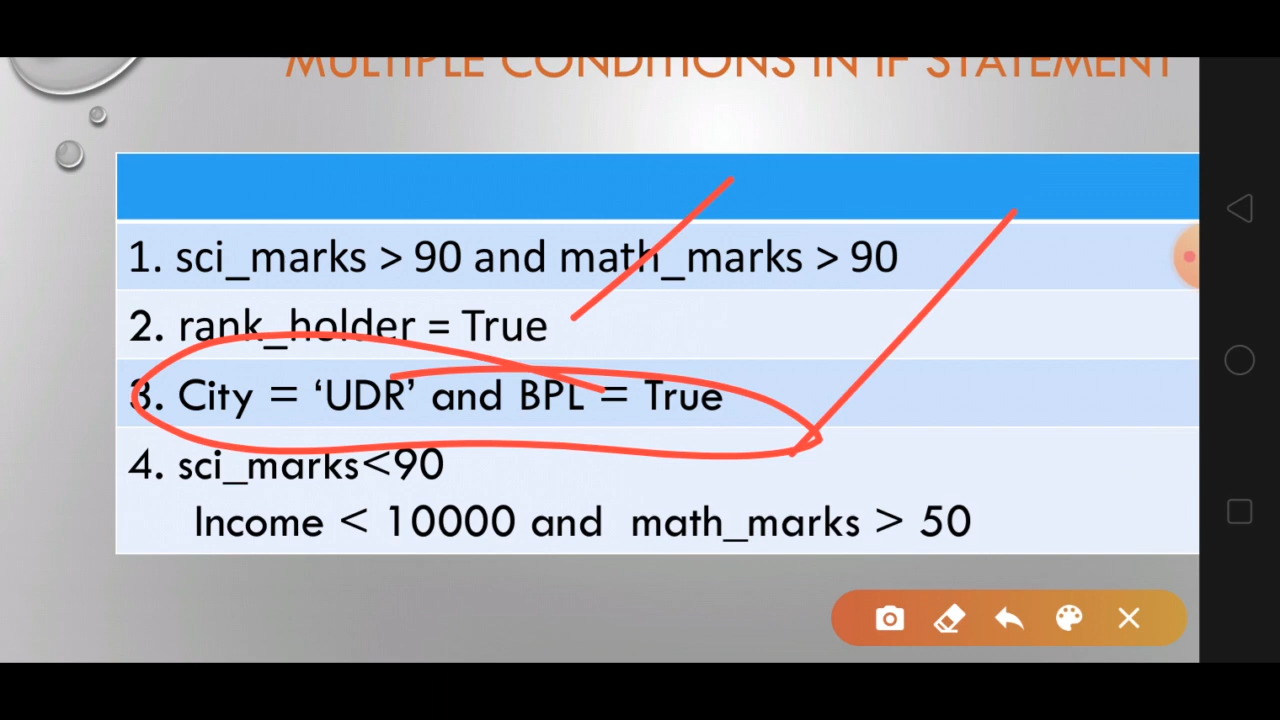 MULTIPLE CONDITIONS IN IF STATEMENT
1. sci_marks > 90 and math_marks > 90
2. rank_holder = True
3. City = ‘UDR’ and BPL = True
4. sci_marks<90
Income < 10000 and math_marks > 50